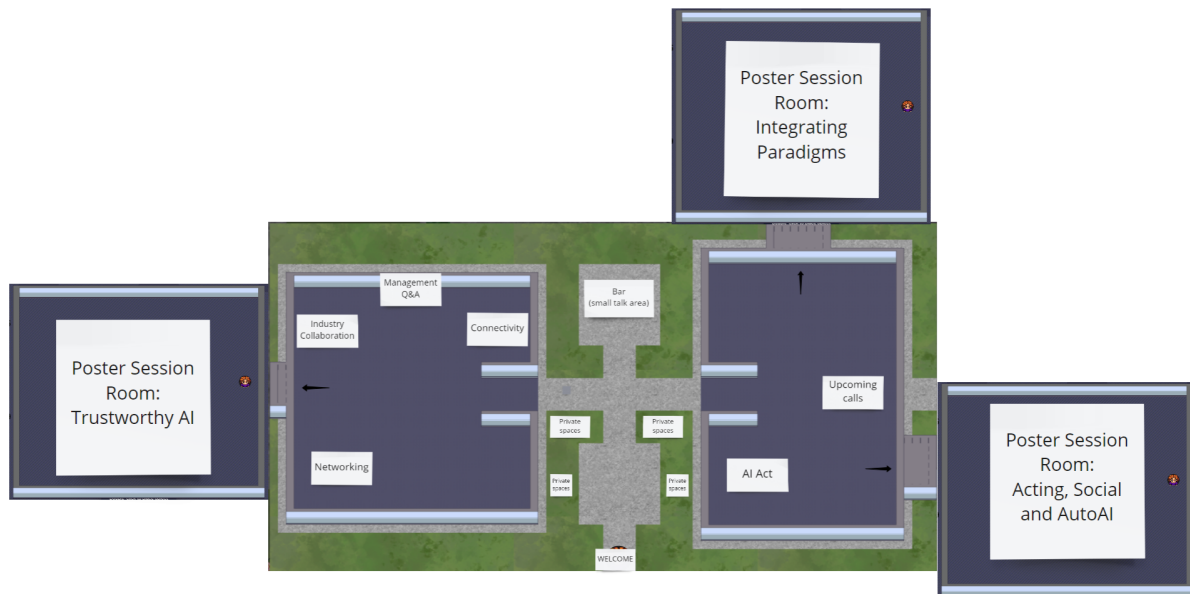 Poster Session
Room:
Integrating
Paradigms
Management
Q&A
Bar
(small talk area)
Industry
Collaboration
Connectivity
Poster Session
Room:
Trustworthy AI
Upcoming
calls
Private
spaces
Private
spaces
Networking
AI Act
Private
spaces
Private
spaces
Poster Session
Room:
Acting, Social
and AutoAI
WELCOME